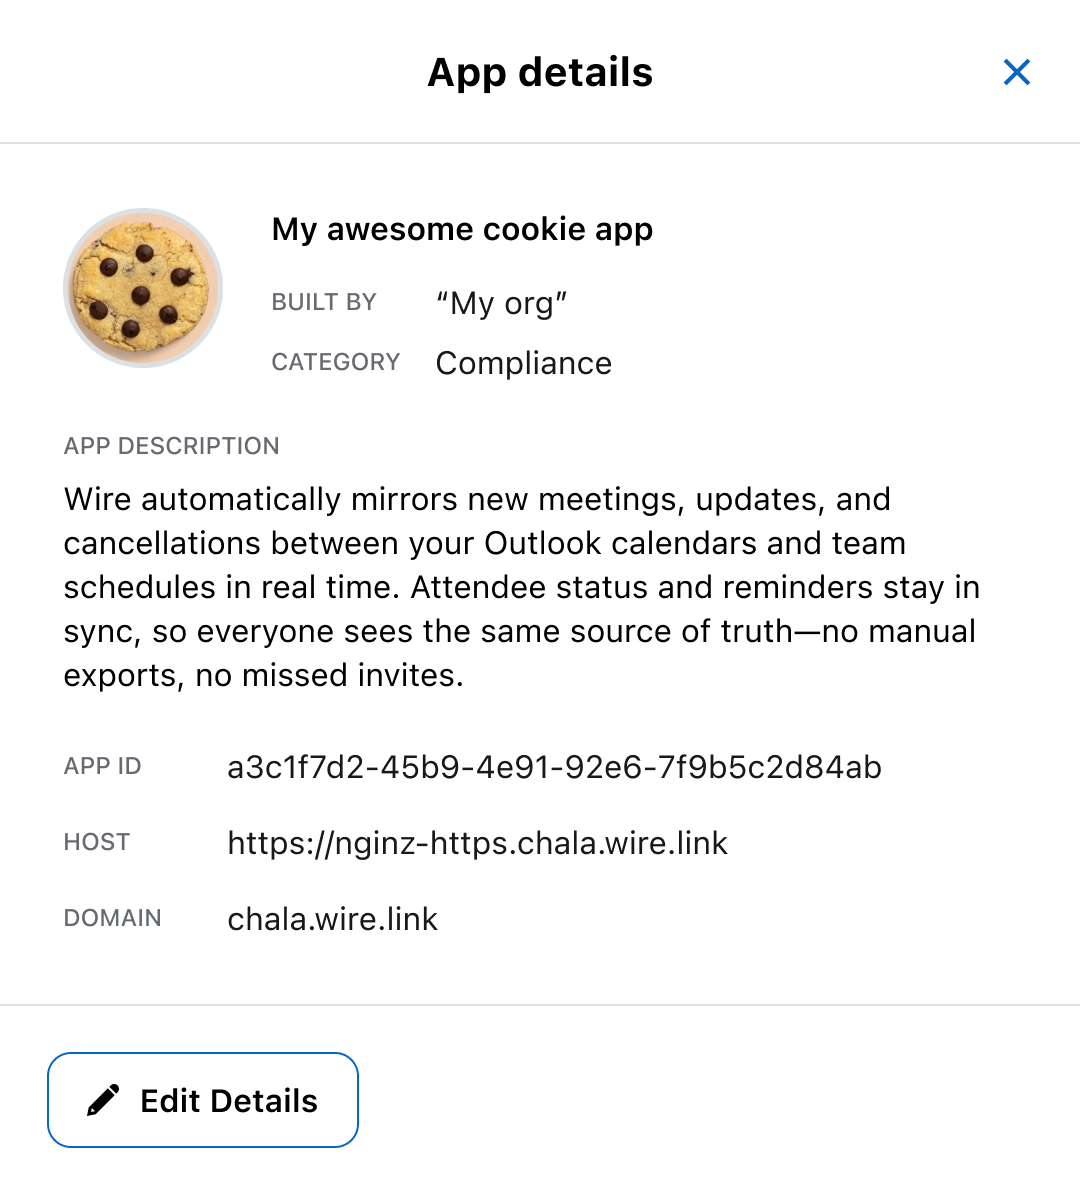 App details
My awesome cookie app
BUILT BY “My org”
CATEGORY Compliance
APP DESCRIPTION
Wire automatically mirrors new meetings, updates, and
cancellations between your Outlook calendars and team
schedules in real time. Attendee status and reminders stay in
sync, so everyone sees the same source of truth—no manual
exports, no missed invites.
APP ID a3c1f7d2-45b9-4e91-92e6-7f9b5c2d84ab
HOST https://nginz-https.chala.wire.link
DOMAIN chala.wire.link
Edit Details